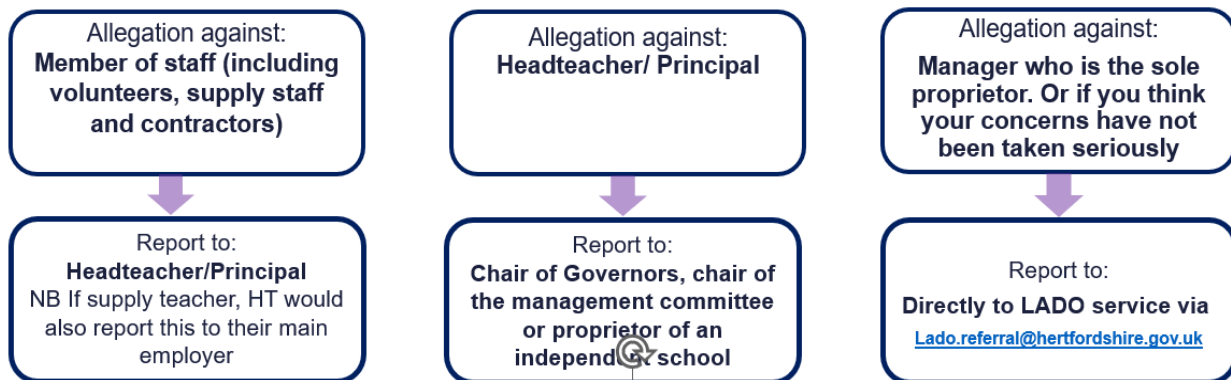 Allegation against:
Member of staff (including
volunteers, supply staff
and contractors)
Report to:
Headteacher/Principal
NB If supply teacher, HT would
also report this to their main
employer
Allegation against:
Headteacher/ Principal
Report to:
Chair of Governors, chair of
the management committee
or proprietor of an
independent school
Allegation against:
Manager who is the sole
proprietor. Or if you think
your concerns have not
been taken seriously
Report to:
Directly to LADO service via
Lado.referral@hertfordshire.gov.uk